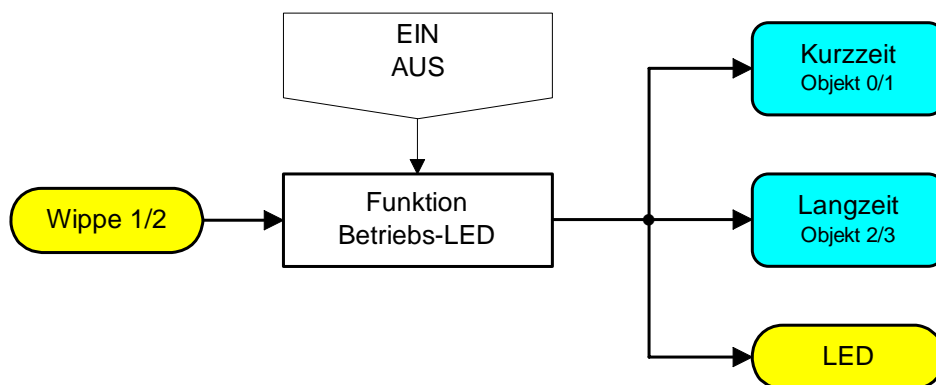 EIN
AUS
Kurzzeit
Objekt 0/1
Wippe 1/2
Funktion
Betriebs-LED
Langzeit
Objekt 2/3
LED